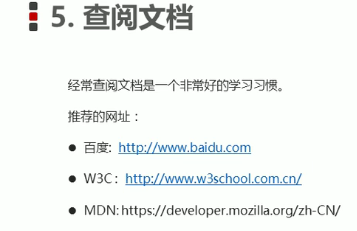 5. 查阅文档
经常查阅文档是一个非常好的学习习惯。
推荐的网址：
● 百度: http://www.baidu.com
● W3C : http://www.w3school.com.cn/
● MDN: https://developer.mozilla.org/zh-CN/